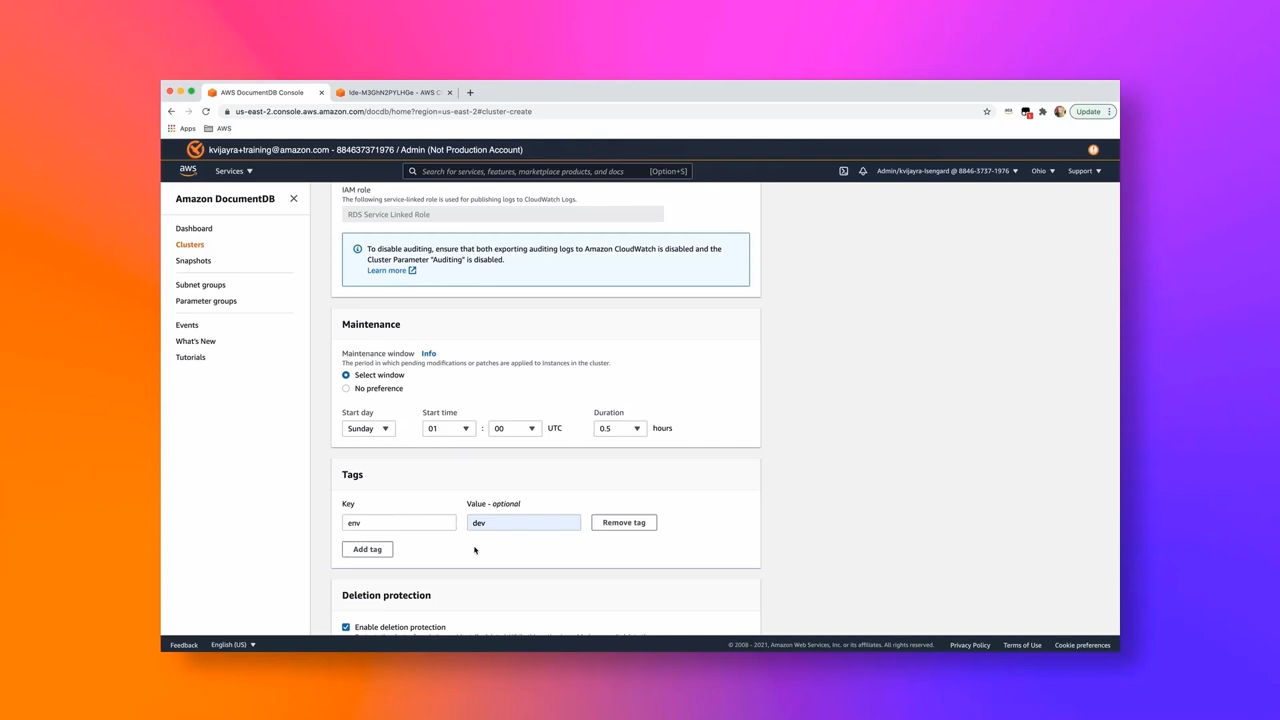 AWS DocumentDB Console
us-east-2.console.aws.amazon.com/docdb/home?region=us-east-2#cluster-create
Update
Apps
AWS
kvijayra+training@amazon.com - 884637371976 / Admin (Not Production Account)
aws
Services
Search for services, features, marketplace products, and docs
[Option+S]
Admin/kvijayra-Isengard @ 8846-3737-1976
Ohio
Support
Amazon DocumentDB
Dashboard
Clusters
Snapshots
Subnet groups
Parameter groups
Events
What's New
Tutorials
IAM role
The following service-linked role is used for publishing logs to CloudWatch Logs.
RDS Service Linked Role
To disable auditing, ensure that both exporting auditing logs to Amazon CloudWatch is disabled and the
Cluster Parameter "Auditing" is disabled.
Learn more
Maintenance
Maintenance window Info
The period in which pending modifications or patches are applied to instances in the cluster.
Select window
No preference
Start day
Start time
Duration
Sunday
01 : 00 UTC
0.5 hours
Tags
Key
Value - optional
env
dev
Remove tag
Add tag
Deletion protection
Enable deletion protection
Feedback
English (US)
© 2008 - 2021, Amazon Web Services, Inc. or its affiliates. All rights reserved.
Privacy Policy
Terms of Use
Cookie preferences